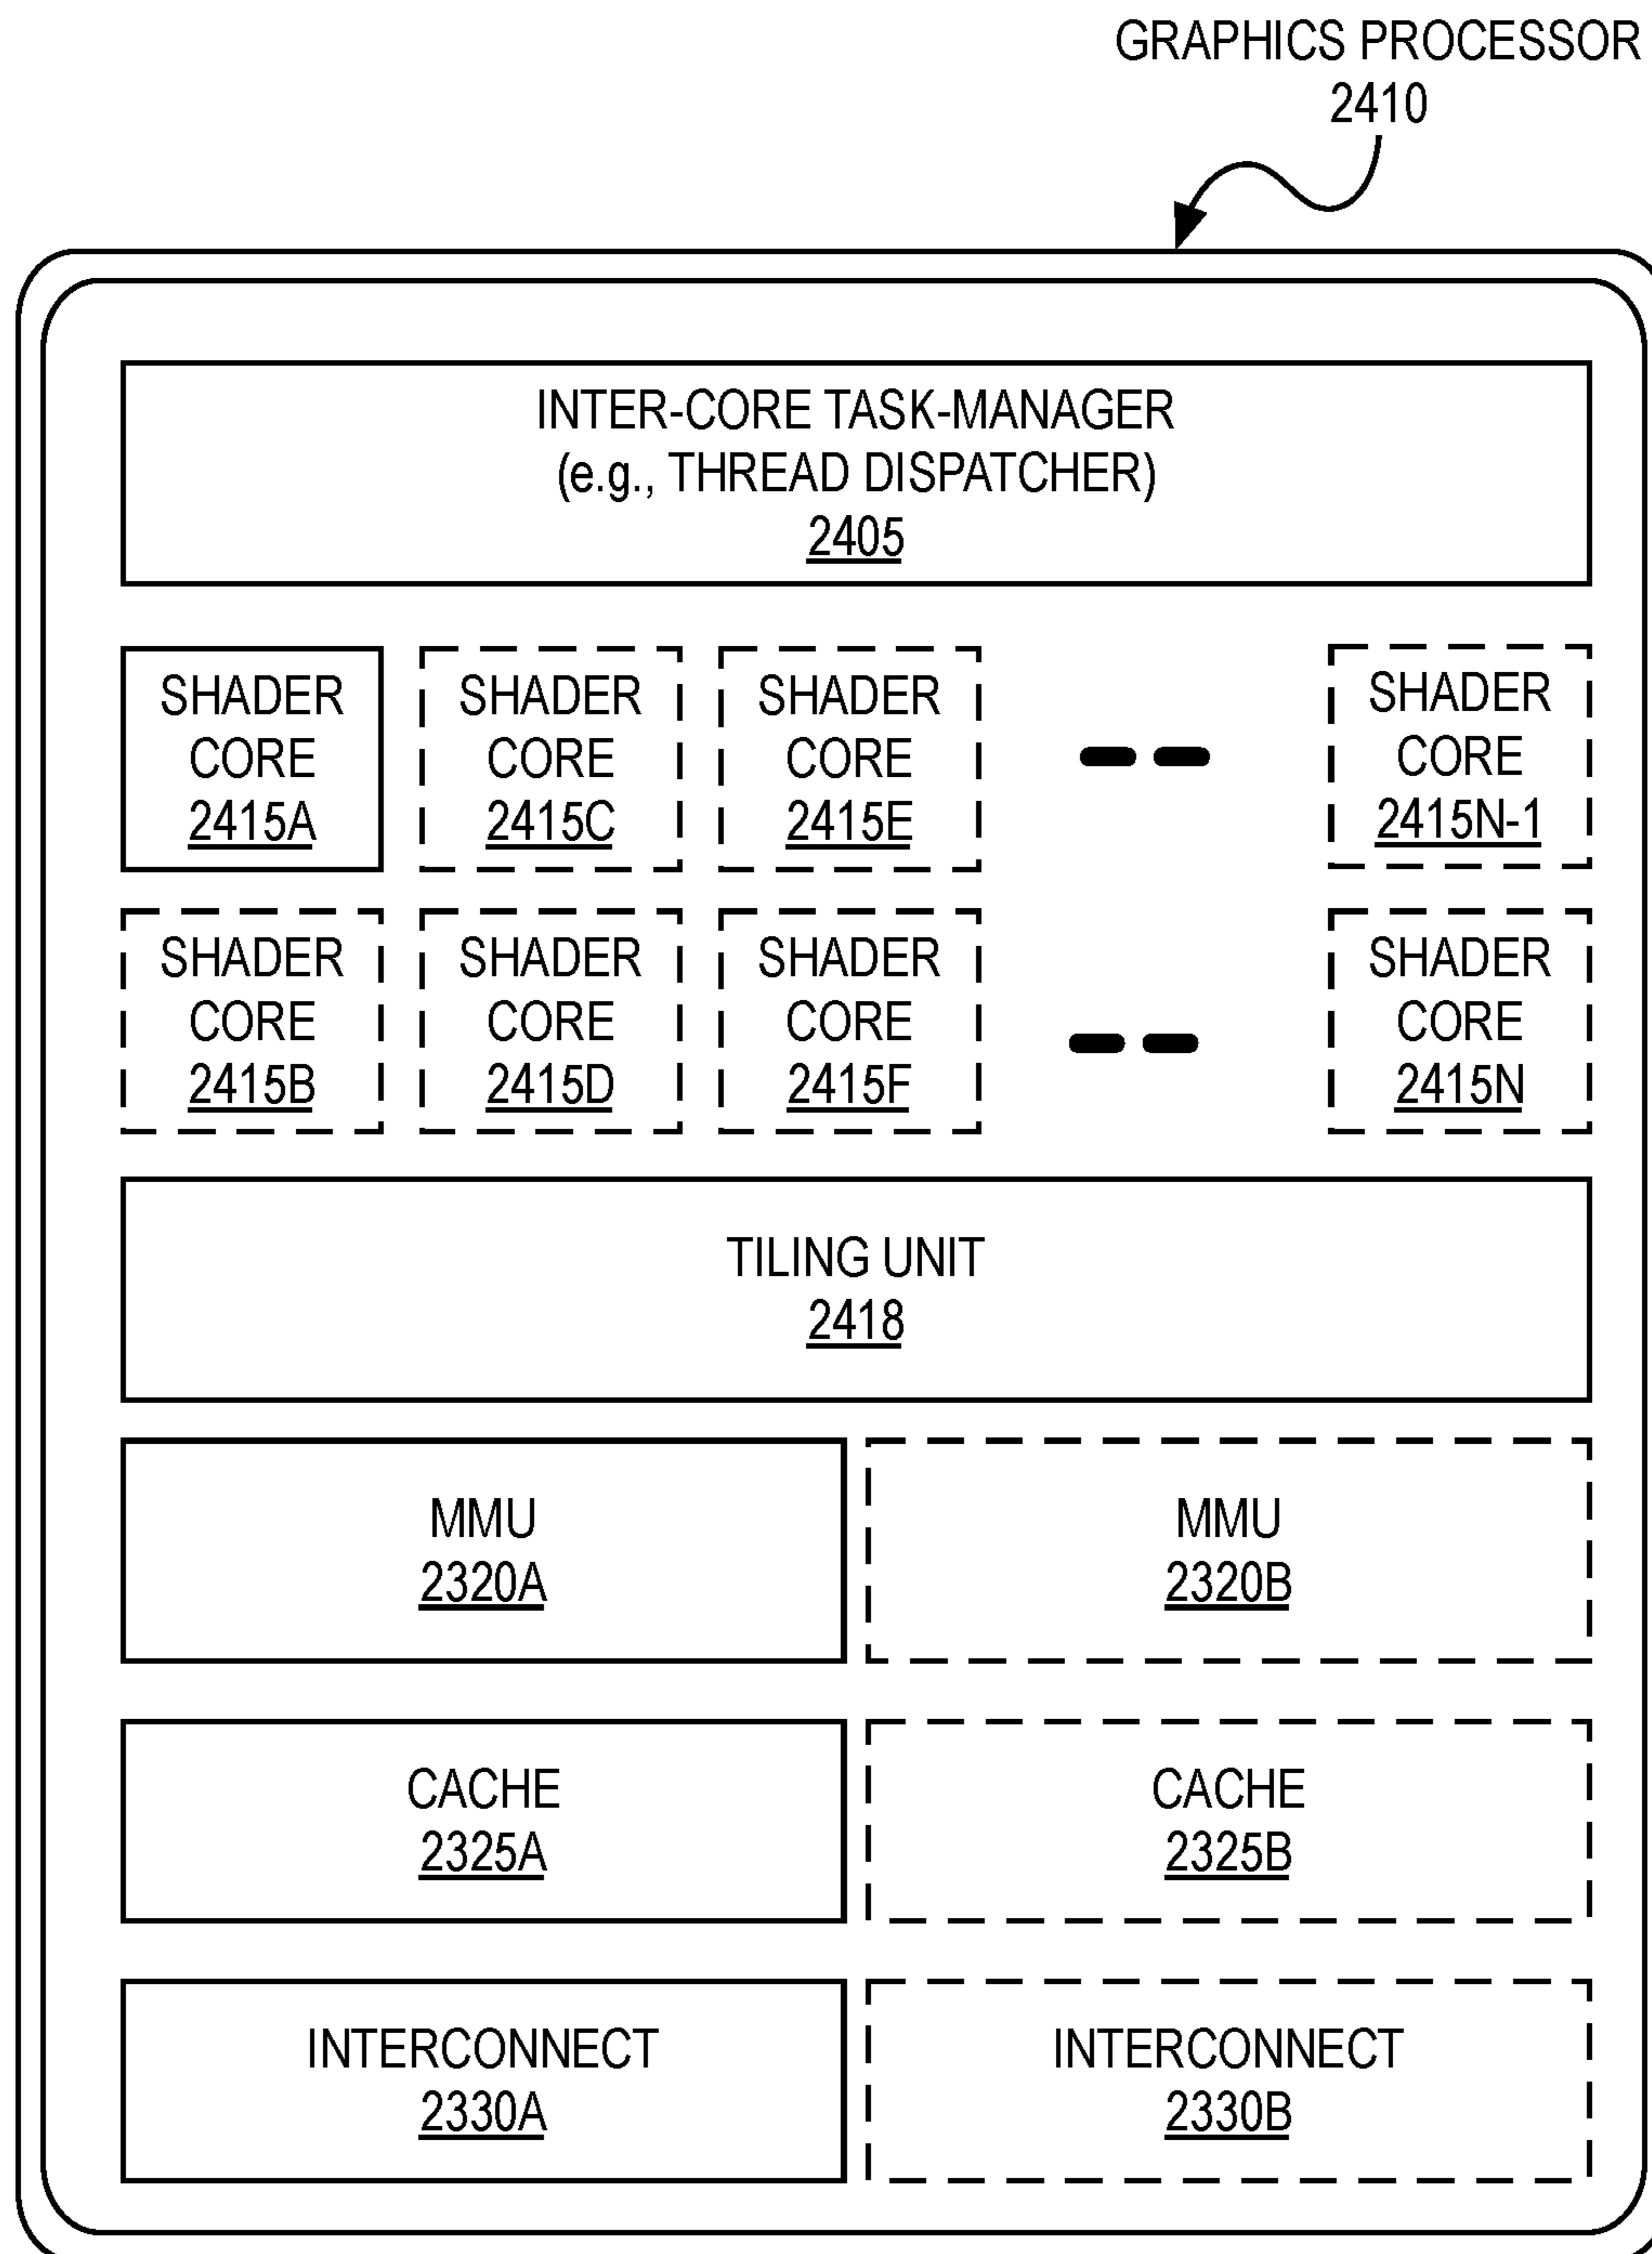 GRAPHICS PROCESSOR
2410
INTER-CORE TASK-MANAGER
(e.g., THREAD DISPATCHER)
2405
SHADER
CORE
2415A
SHADER
CORE
2415C
SHADER
CORE
2415E
SHADER
CORE
2415N-1
SHADER
CORE
2415B
SHADER
CORE
2415D
SHADER
CORE
2415F
SHADER
CORE
2415N
TILING UNIT
2418
MMU
2320A
MMU
2320B
CACHE
2325A
CACHE
2325B
INTERCONNECT
2330A
INTERCONNECT
2330B